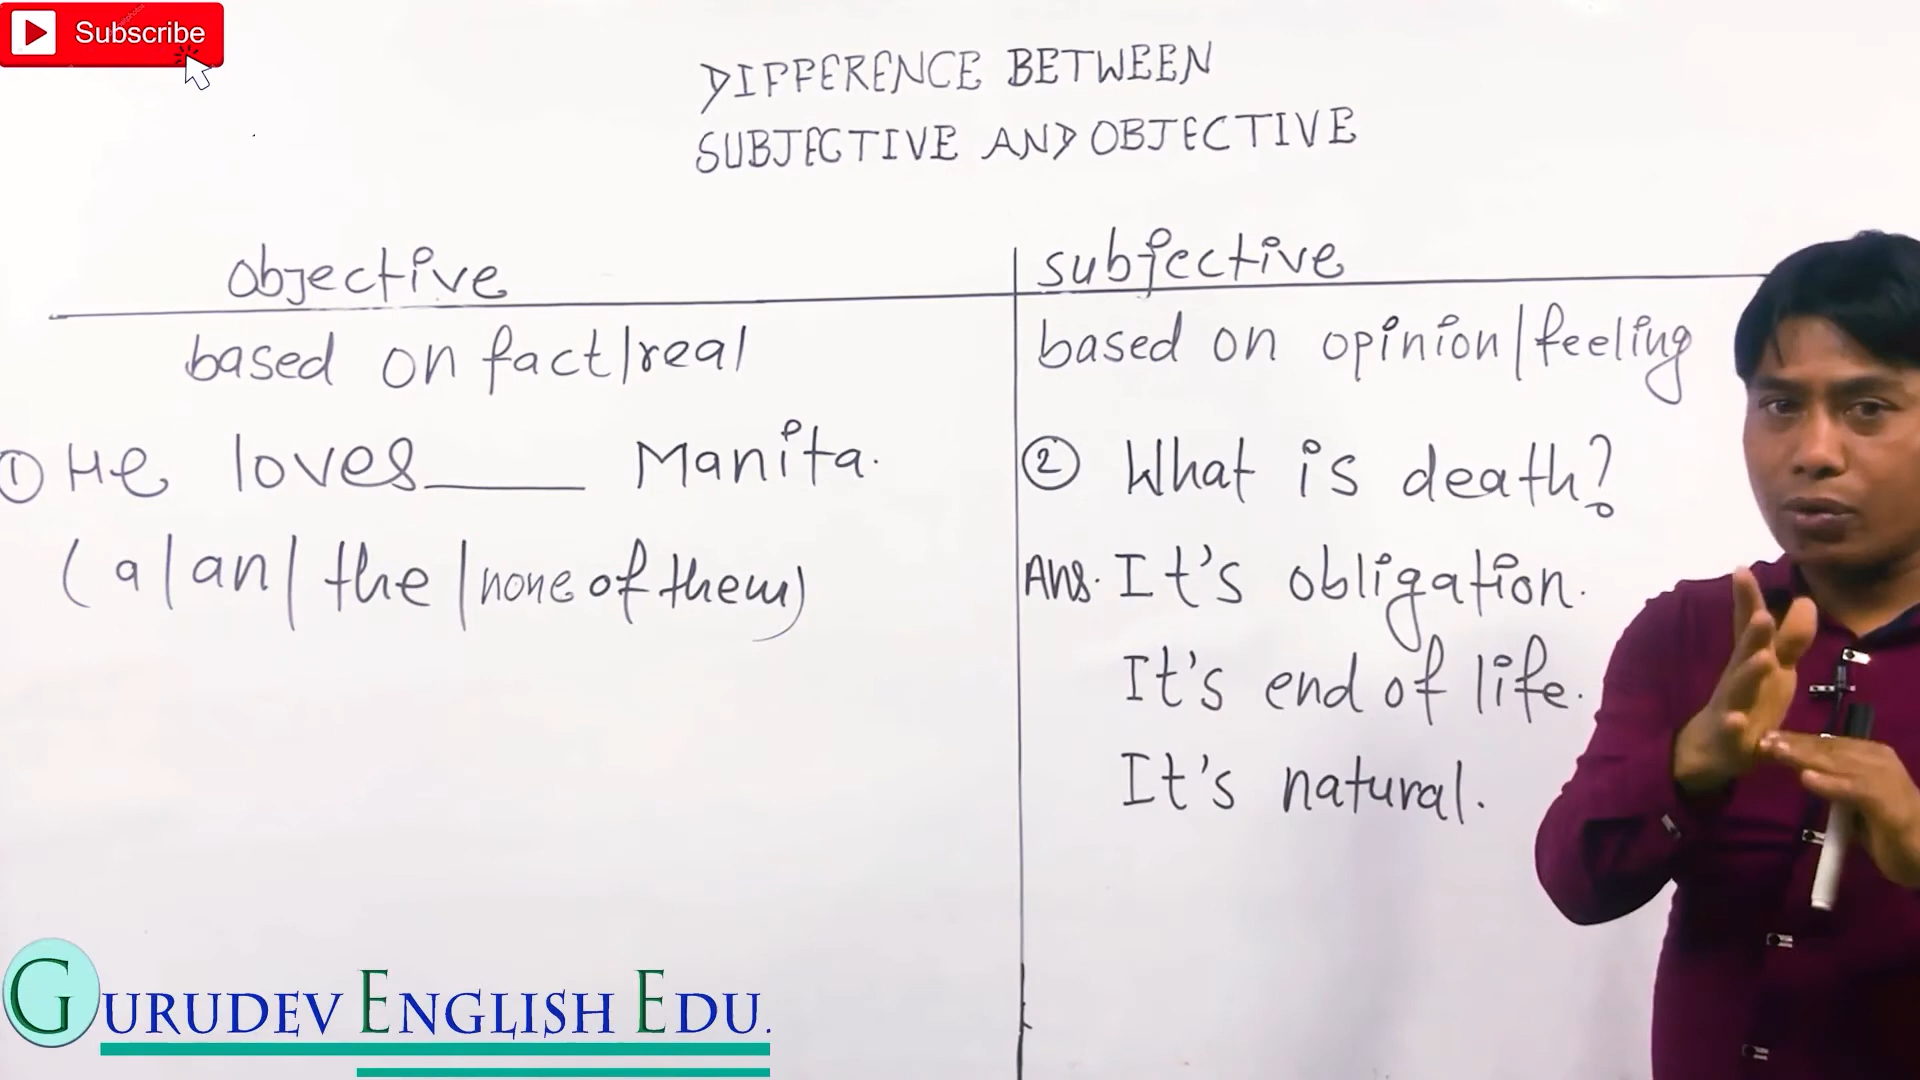 Subscribe
DIFFERENCE BETWEEN
SUBJECTIVE AND OBJECTIVE
objective
subjective
based on fact/real
based on opinion/feeling
① He loves_____ Manita.
(a/an/the/none of them)
② What is death?
Ans. It's obligation.
It's end of life.
It's natural.
GURUDEV ENGLISH EDU.